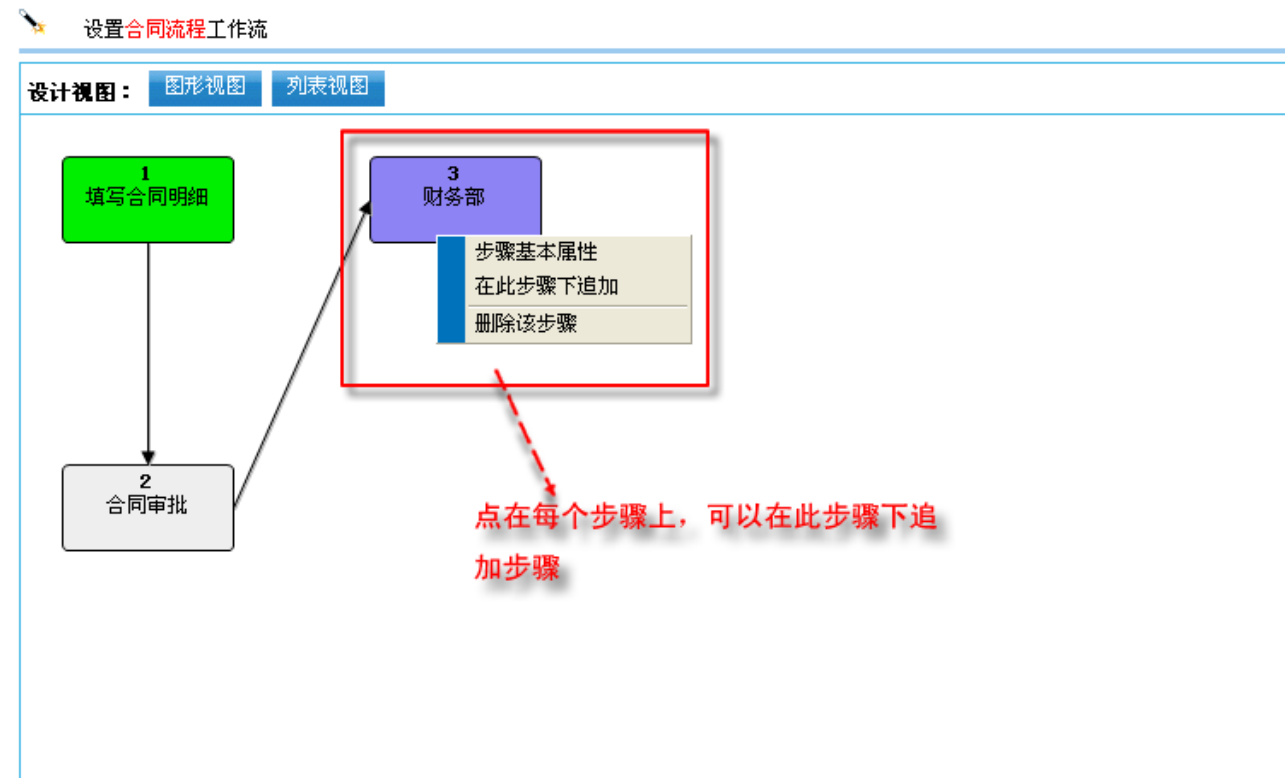 设置合同流程工作流
设计视图： 图形视图 列表视图
1
填写合同明细
3
财务部
步骤基本属性
在此步骤下追加
删除该步骤
2
合同审批
点在每个步骤上，可以在此步骤下追
加步骤